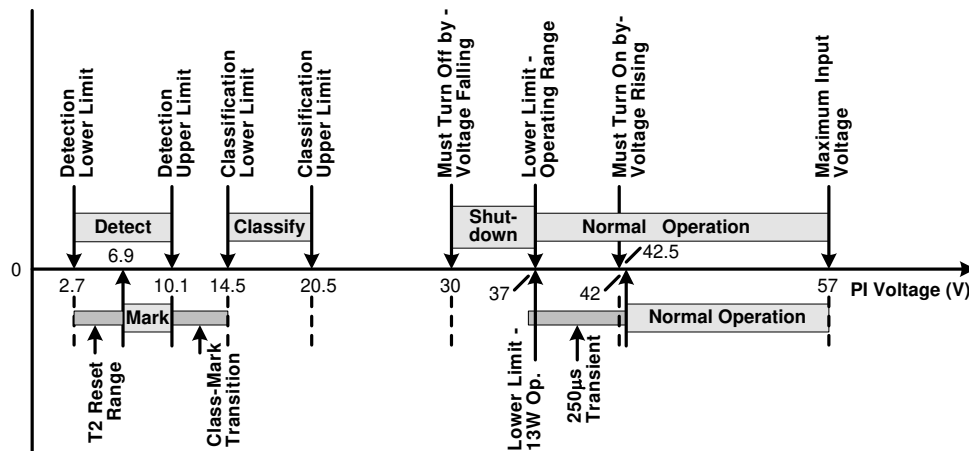 Detection
Lower Limit
Detection
Upper Limit
Classification
Lower Limit
Classification
Upper Limit
Must Turn Off by -
Voltage Falling
Lower Limit -
Operating Range
Must Turn On by-
Voltage Rising
Maximum Input
Voltage
Detect
Classify
Shut-
down
Normal Operation
6.9
42.5
0
2.7
10.1
14.5
20.5
30
37
42
57
PI Voltage (V)
Mark
Normal Operation
T2 Reset
Range
Class-Mark
Transition
Lower Limit -
13W Op.
250µs
Transient